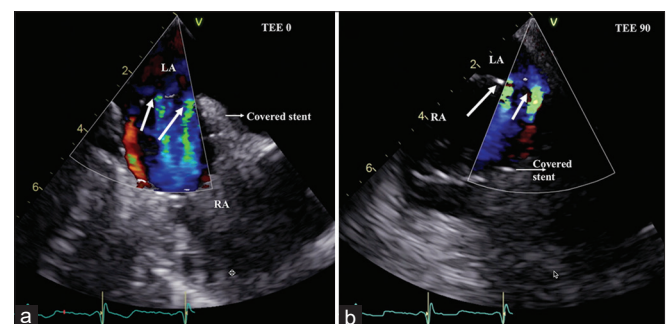 V
TEE 0
LA
2
Covered stent
4
6
RA
a
V
TEE 90
2
LA
4
RA
Covered
stent
6
b